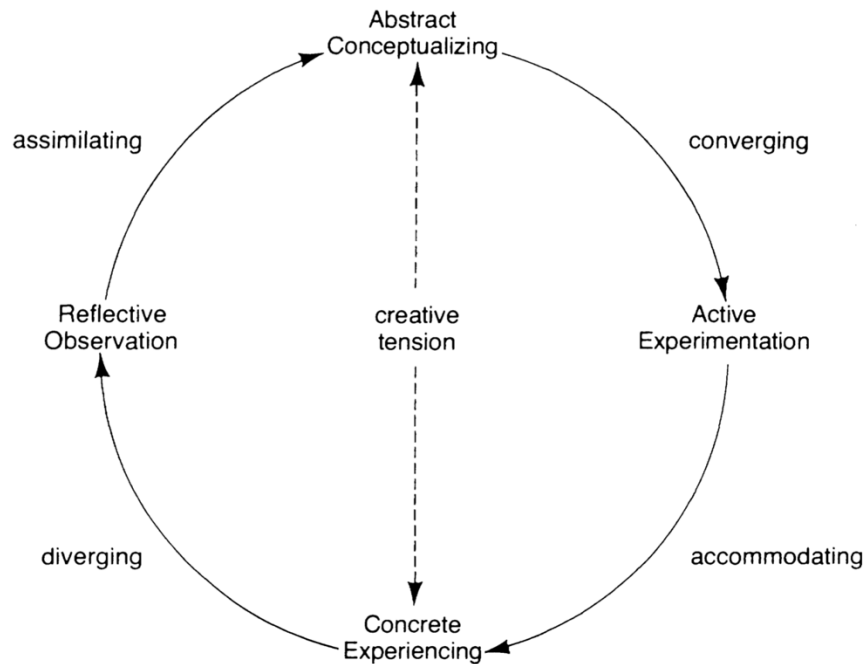 Abstract
Conceptualizing
assimilating
converging
Reflective
Observation
creative
tension
Active
Experimentation
diverging
accommodating
Concrete
Experiencing